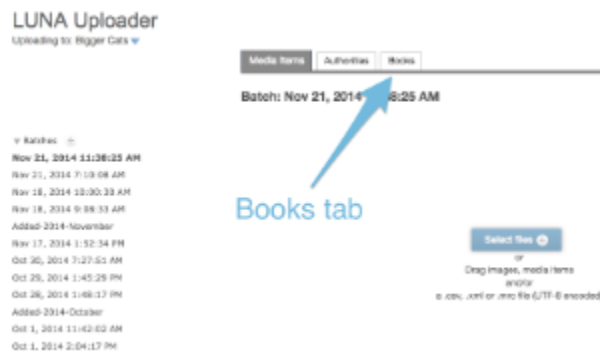 LUNA Uploader
Uploading to: Bigger Cats
Media Items Authorities Books
Batch: Nov 21, 2014 8:25 AM
Batches
Nov 21, 2014 11:38:25 AM
Nov 21, 2014 7:10:08 AM
Nov 18, 2014 10:00:33 AM
Nov 18, 2014 9:08:33 AM
Added-2014-November
Books tab
Nov 17, 2014 1:52:34 PM
Select files
Oct 30, 2014 7:27:51 AM
or
Oct 29, 2014 1:45:29 PM
Drag images, media items
and/or
Oct 28, 2014 1:48:17 PM
a .csv, .xml or .mrc file (UTF-8 encoded
Added-2014-October
Oct 1, 2014 11:42:02 AM
Oct 1, 2014 2:04:17 PM